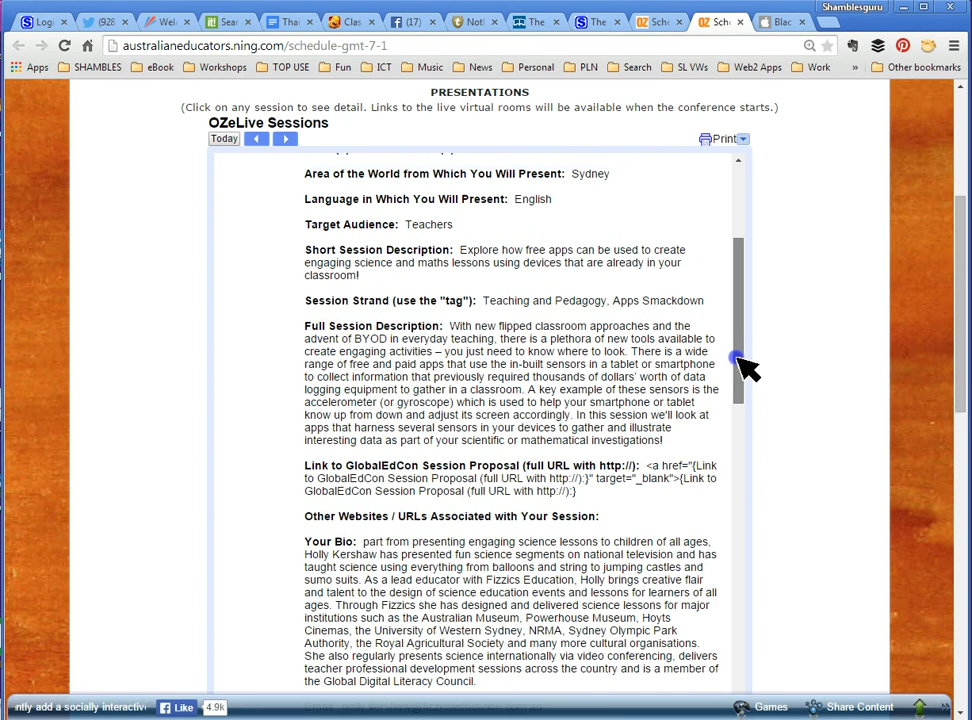 Shamblesguru
Logi
(928
Wel
Sear
Thai
Clas
(17)
Notl
The
The
Sch
Sch
Blac
australianeducators.ning.com/schedule-gmt-7-1
Apps SHAMBLES eBook Workshops TOP USE Fun ICT Music News Personal PLN Search SL VWs Web2 Apps Work » Other bookmarks
PRESENTATIONS
(Click on any session to see detail. Links to the live virtual rooms will be available when the conference starts.)
OZeLive Sessions
Today Print
Area of the World from Which You Will Present: Sydney
Language in Which You Will Present: English
Target Audience: Teachers
Short Session Description: Explore how free apps can be used to create
engaging science and maths lessons using devices that are already in your
classroom!
Session Strand (use the "tag"): Teaching and Pedagogy, Apps Smackdown
Full Session Description: With new flipped classroom approaches and the
advent of BYOD in everyday teaching, there is a plethora of new tools available to
create engaging activities – you just need to know where to look. There is a wide
range of free and paid apps that use the in-built sensors in a tablet or smartphone
to collect information that previously required thousands of dollars' worth of data
logging equipment to gather in a classroom. A key example of these sensors is the
accelerometer (or gyroscope) which is used to help your smartphone or tablet
know up from down and adjust its screen accordingly. In this session we'll look at
apps that harness several sensors in your devices to gather and illustrate
interesting data as part of your scientific or mathematical investigations!
Link to GlobalEdCon Session Proposal (full URL with http://): <a href="{Link
to GlobalEdCon Session Proposal (full URL with http://):}" target="_blank">{Link to
GlobalEdCon Session Proposal (full URL with http://):}
Other Websites / URLs Associated with Your Session:
Your Bio: part from presenting engaging science lessons to children of all ages,
Holly Kershaw has presented fun science segments on national television and has
taught science using everything from balloons and string to jumping castles and
sumo suits. As a lead educator with Fizzics Education, Holly brings creative flair
and talent to the design of science education events and lessons for learners of all
ages. Through Fizzics she has designed and delivered science lessons for major
institutions such as the Australian Museum, Powerhouse Museum, Hoyts
Cinemas, the University of Western Sydney, NRMA, Sydney Olympic Park
Authority, the Royal Agricultural Society and many more cultural organisations.
She also regularly presents science internationally via video conferencing, delivers
teacher professional development sessions across the country and is a member of
the Global Digital Literacy Council.
ntly add a socially interactiv Like 4.9k Games Share Content »